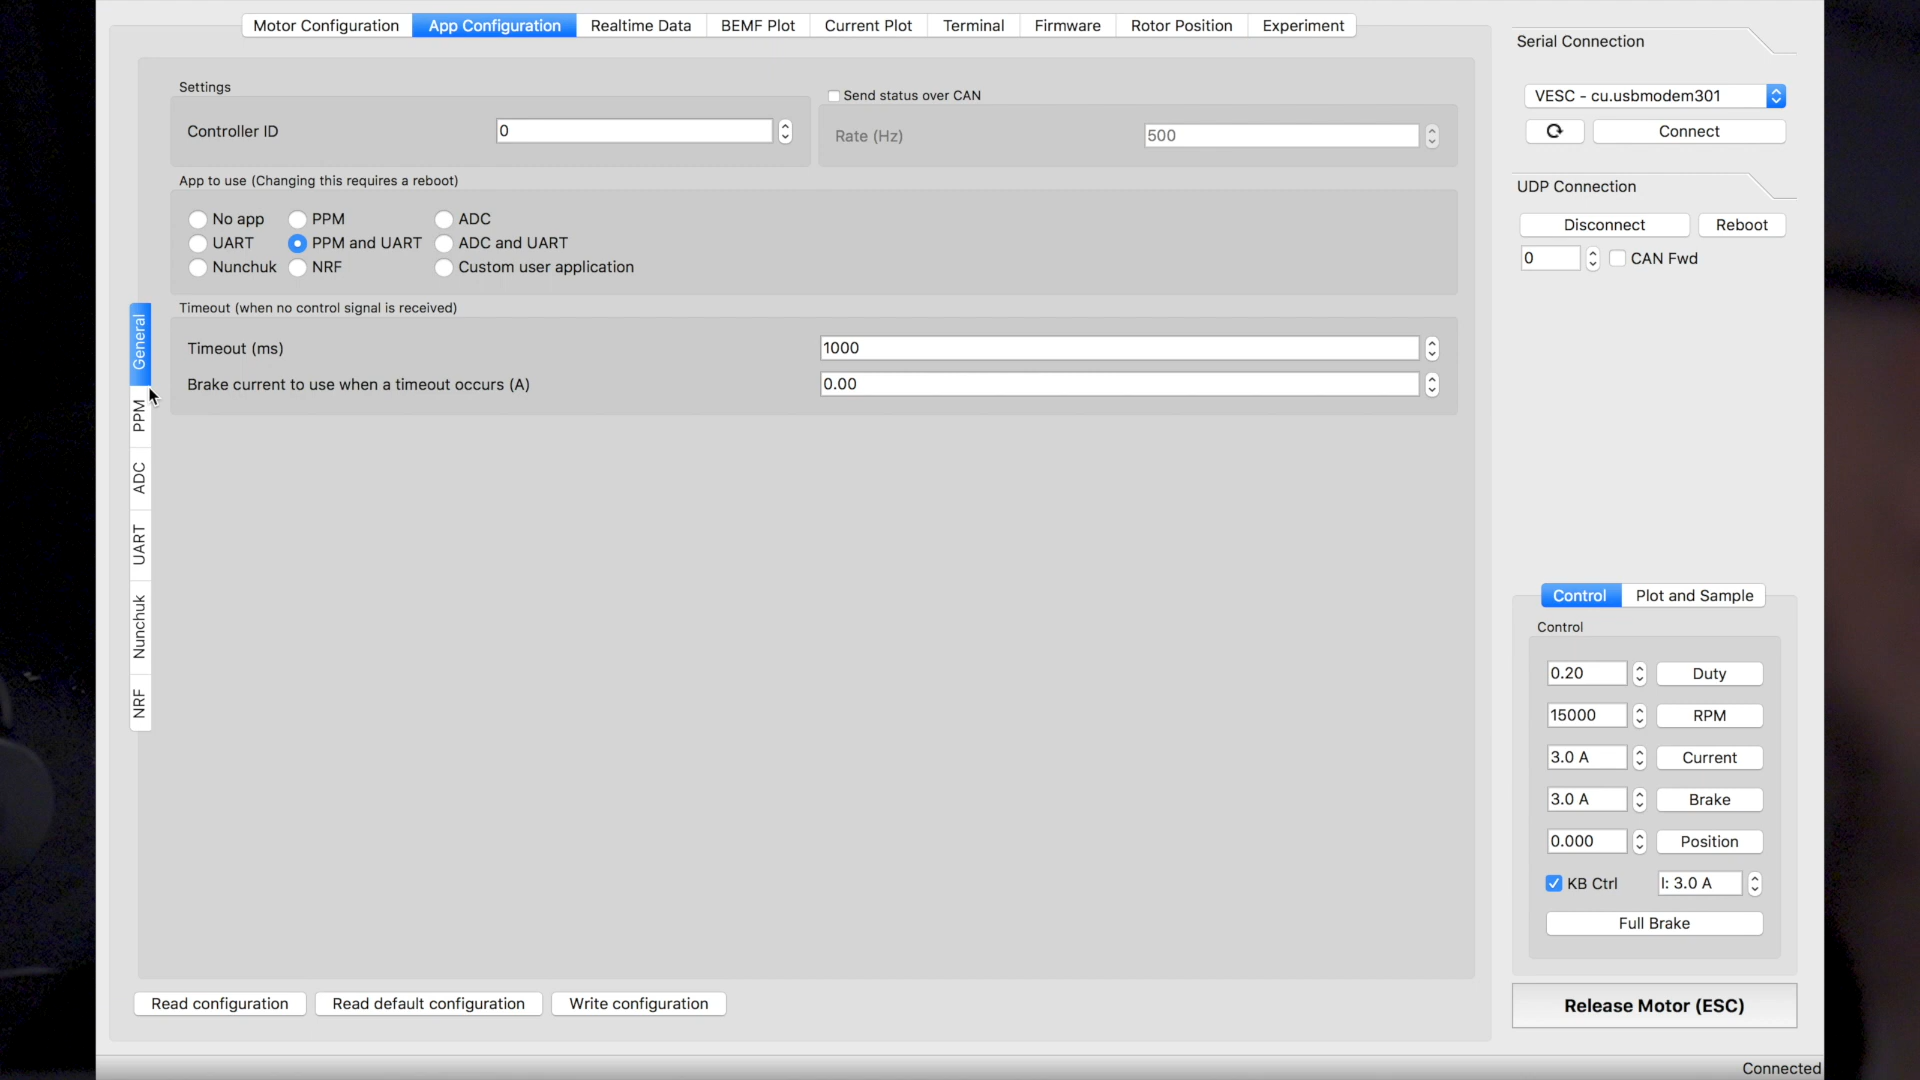 Motor Configuration App Configuration Realtime Data BEMF Plot Current Plot Terminal Firmware Rotor Position Experiment
Settings
Controller ID 0
Send status over CAN
Rate (Hz) 500
App to use (Changing this requires a reboot)
No app PPM ADC
UART PPM and UART ADC and UART
Nunchuk NRF Custom user application
Timeout (when no control signal is received)
Timeout (ms) 1000
Brake current to use when a timeout occurs (A) 0.00
General
PPM
ADC
UART
Nunchuk
NRF
Read configuration Read default configuration Write configuration
Serial Connection
VESC - cu.usbmodem301
Connect
UDP Connection
Disconnect Reboot
0 CAN Fwd
Control Plot and Sample
Control
0.20 Duty
15000 RPM
3.0 A Current
3.0 A Brake
0.000 Position
KB Ctrl I: 3.0 A
Full Brake
Release Motor (ESC)
Connected